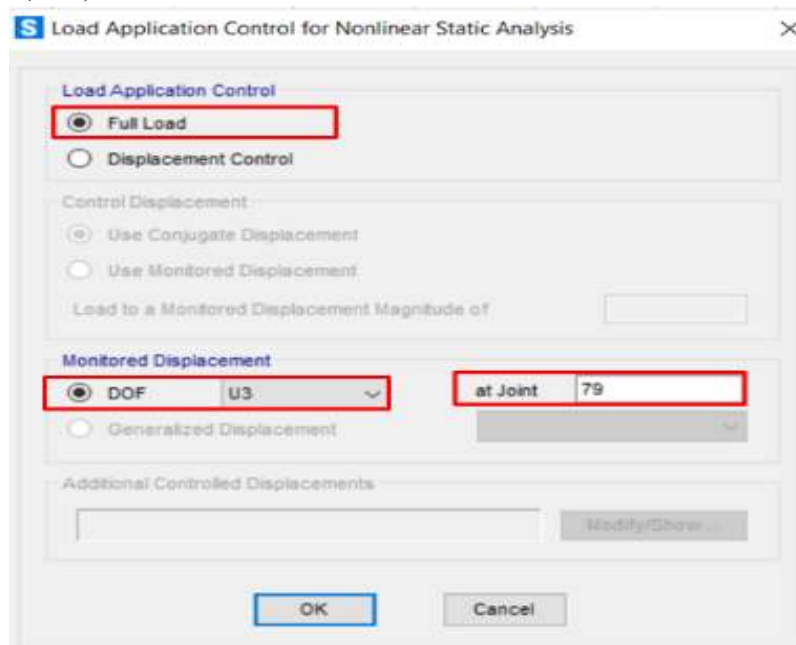 S Load Application Control for Nonlinear Static Analysis
Load Application Control
Full Load
Displacement Control
Control Displacement
Use Conjugate Displacement
Use Monitored Displacement
Load to a Monitored Displacement Magnitude of
Monitored Displacement
DOF U3 at Joint 79
Generalized Displacement
Additional Controlled Displacements
Modify/Show...
OK Cancel